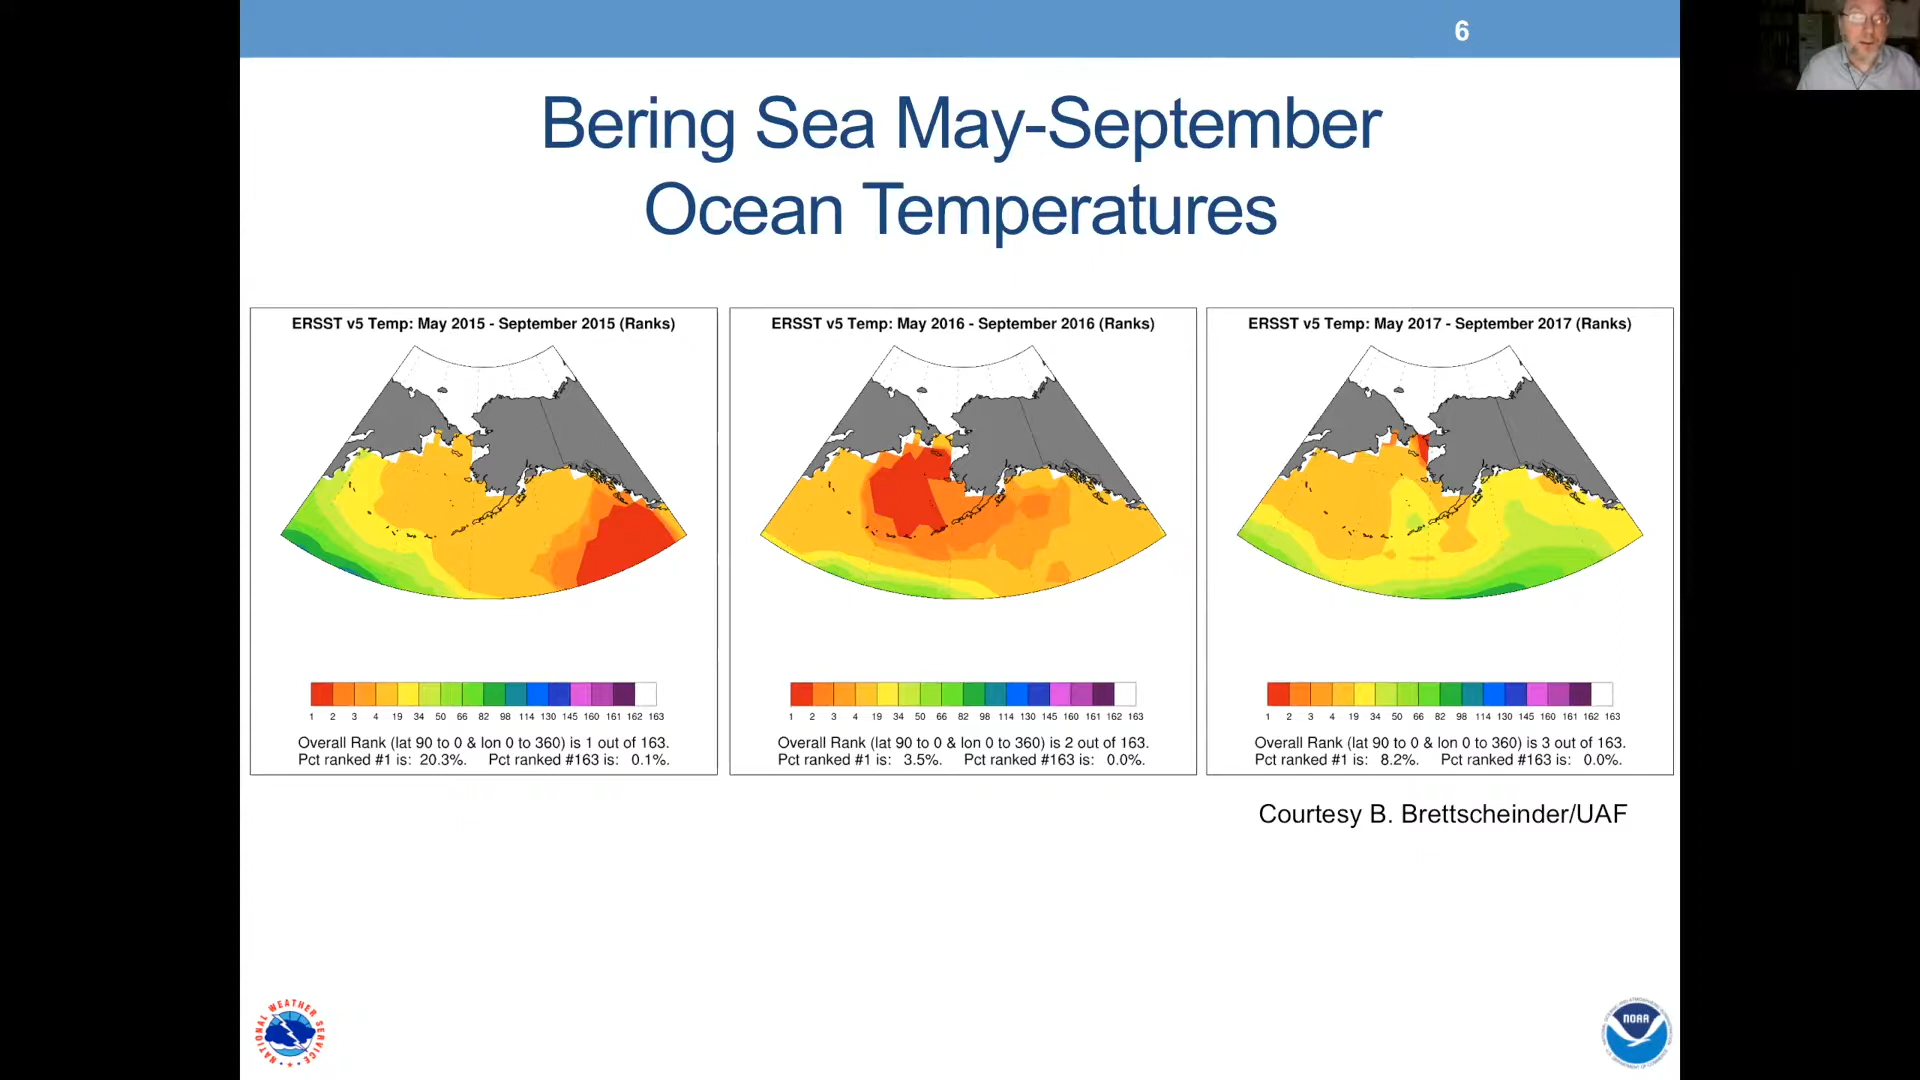 6
Bering Sea May-September
Ocean Temperatures
ERSST v5 Temp: May 2015 - September 2015 (Ranks)
1 2 3 4 19 34 50 66 82 98 114 130 145 160 161 162 163
Overall Rank (lat 90 to 0 & lon 0 to 360) is 1 out of 163.
Pct ranked #1 is: 20.3%. Pct ranked #163 is: 0.1%.
ERSST v5 Temp: May 2016 - September 2016 (Ranks)
1 2 3 4 19 34 50 66 82 98 114 130 145 160 161 162 163
Overall Rank (lat 90 to 0 & lon 0 to 360) is 2 out of 163.
Pct ranked #1 is: 3.5%. Pct ranked #163 is: 0.0%.
ERSST v5 Temp: May 2017 - September 2017 (Ranks)
1 2 3 4 19 34 50 66 82 98 114 130 145 160 161 162 163
Overall Rank (lat 90 to 0 & lon 0 to 360) is 3 out of 163.
Pct ranked #1 is: 8.2%. Pct ranked #163 is: 0.0%.
Courtesy B. Brettscheinder/UAF
NATIONAL WEATHER SERVICE
NOAA